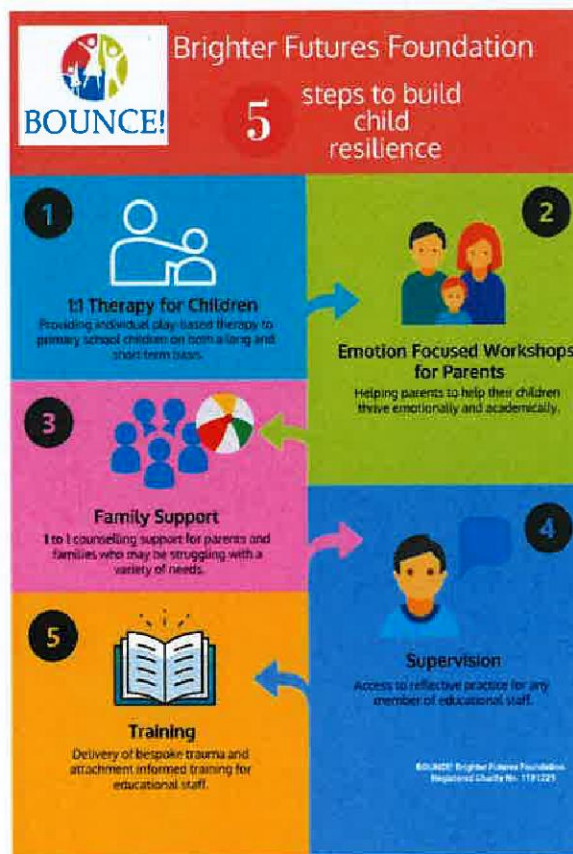 BOUNCE!
Brighter Futures Foundation
5
steps to build
child
resilience
1
1:1 Therapy for Children
Providing individual play-based therapy to
primary school children on both a long and
short term basis.
2
Emotion Focused Workshops
for Parents
Helping parents to help their children
thrive emotionally and academically.
3
Family Support
1 to 1 counselling support for parents and
families who may be struggling with a
variety of needs.
4
Supervision
Access to reflective practice for any
member of educational staff.
5
Training
Delivery of bespoke trauma and
attachment informed training for
educational staff.
BOUNCE! Brighter Futures Foundation
Registered Charity No.